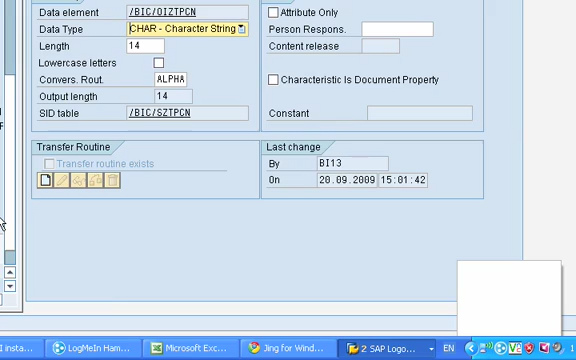 Data element /BIC/OIZTPCN
Data Type CHAR - Character String
Length 14
Lowercase letters
Convers. Rout. ALPHA
Output length 14
SID table /BIC/SZTPCN
Attribute Only
Person Respons.
Content release
Characteristic Is Document Property
Constant
Transfer Routine
Transfer routine exists
Last change
By BI13
On 20.09.2009 15:01:42
I insta...
LogMeIn Ham...
Microsoft Exc...
Jing for Wind...
2 SAP Logo...
EN